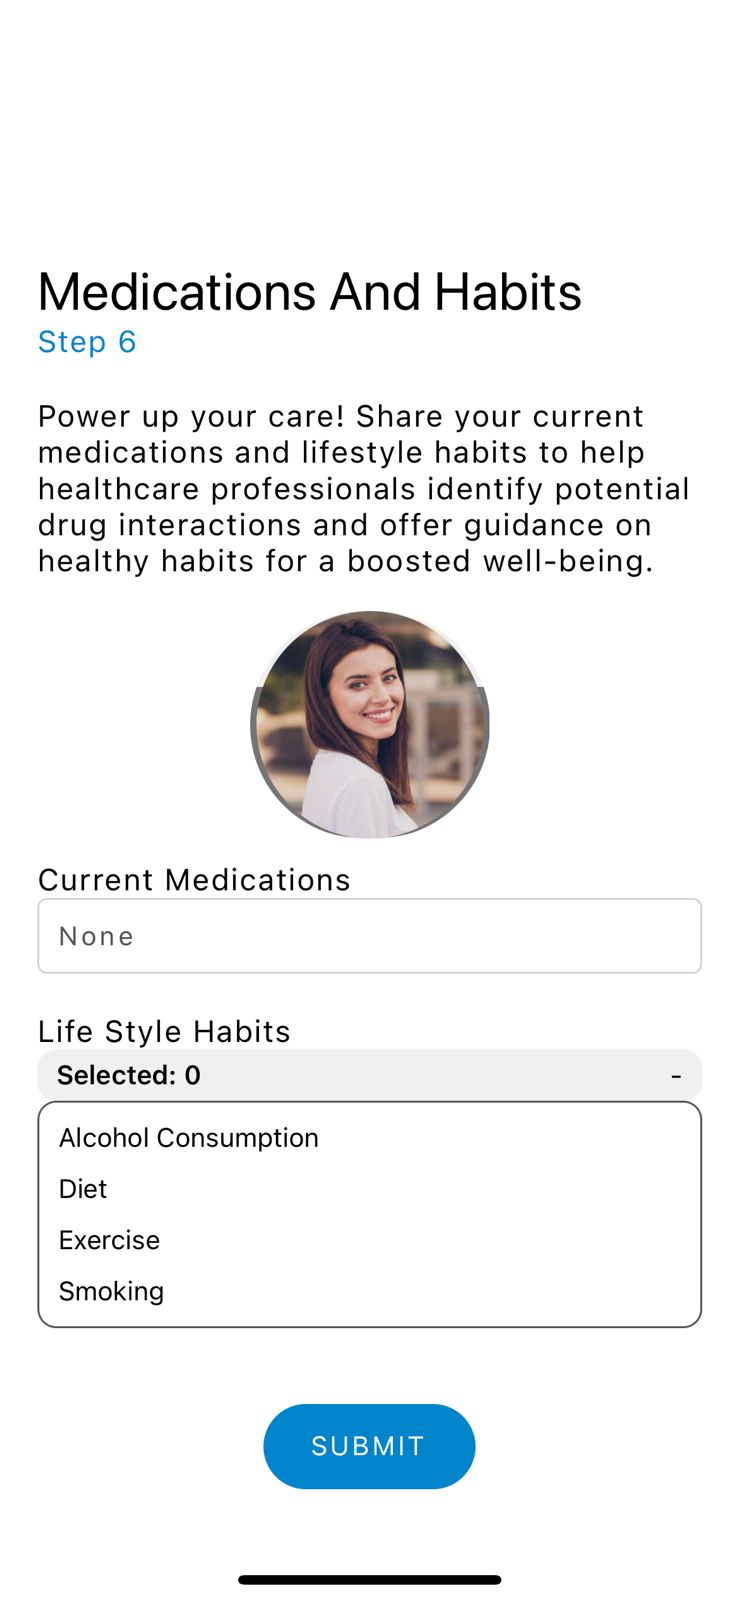 Medications And Habits
Step 6
Power up your care! Share your current
medications and lifestyle habits to help
healthcare professionals identify potential
drug interactions and offer guidance on
healthy habits for a boosted well-being.
Current Medications
None
Life Style Habits
Selected: 0 -
Alcohol Consumption
Diet
Exercise
Smoking
SUBMIT